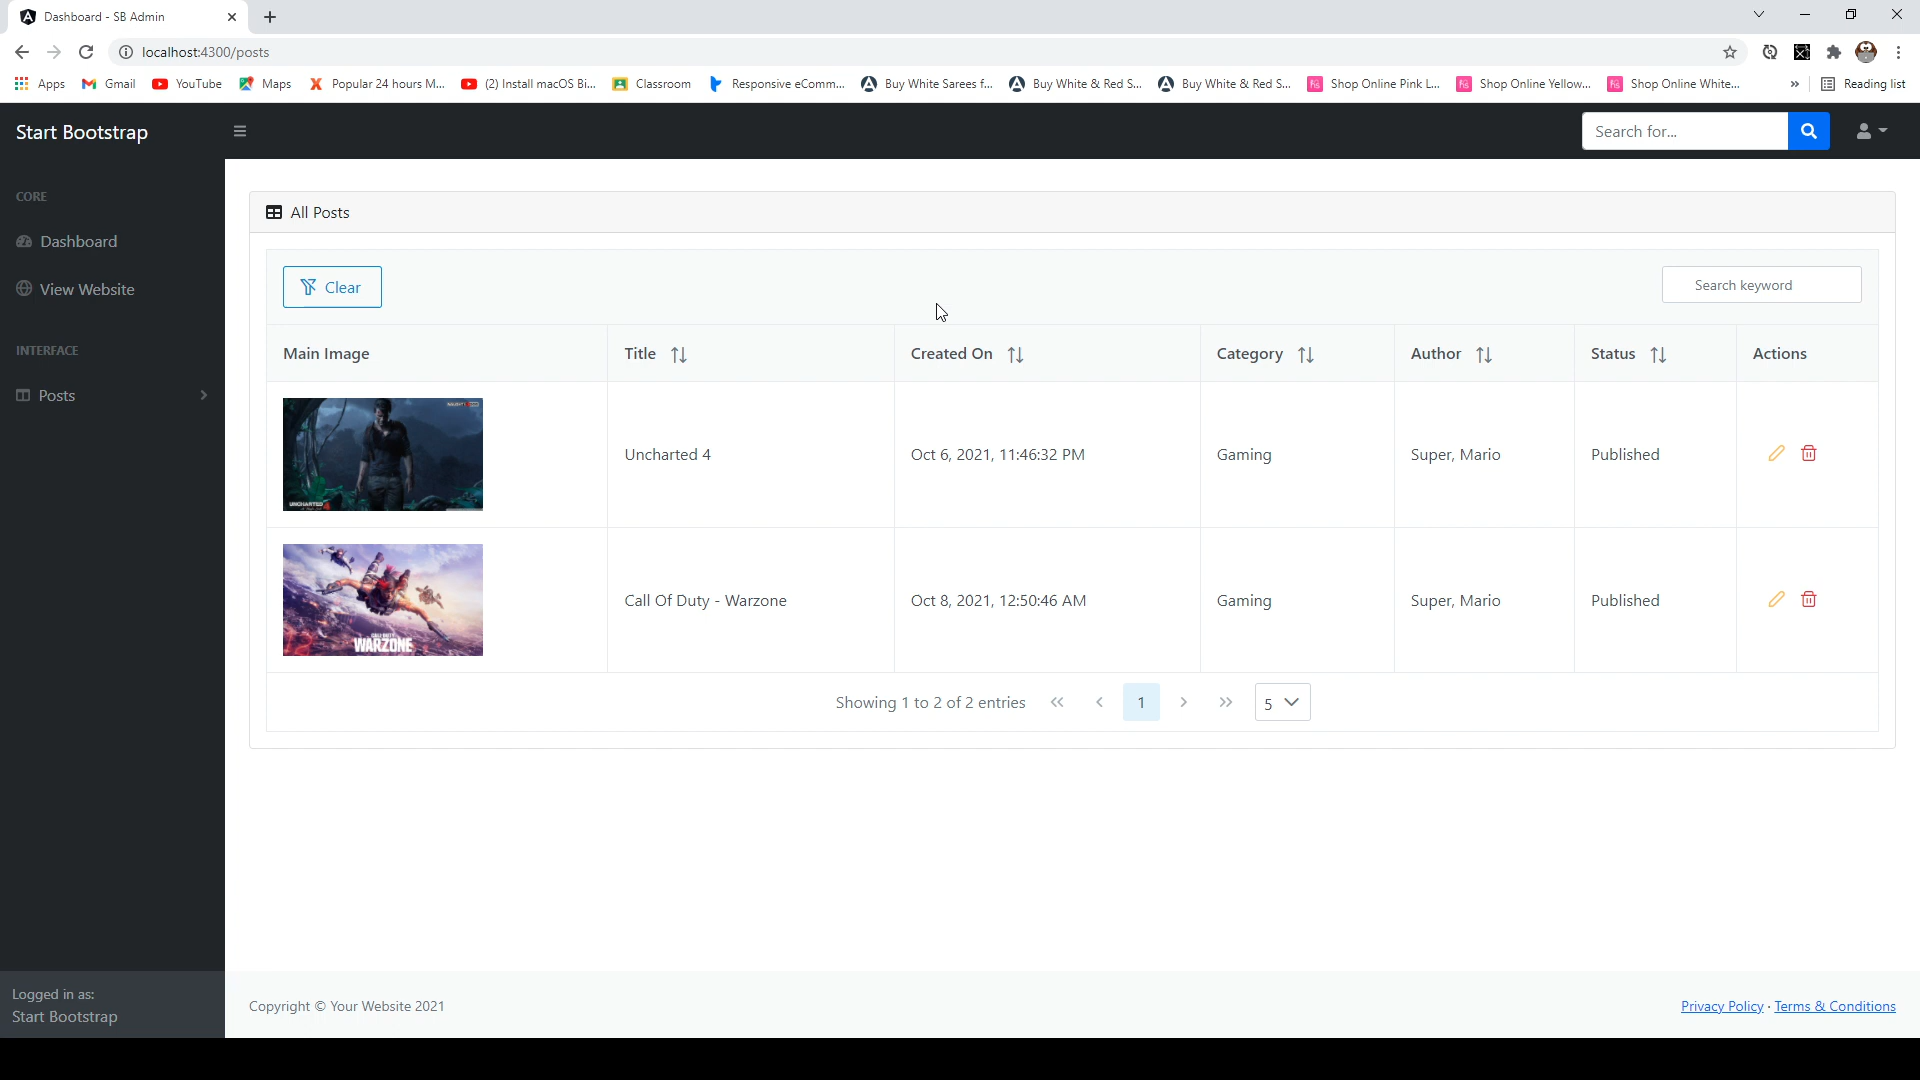 Dashboard - SB Admin
localhost:4300/posts
Apps Gmail YouTube Maps Popular 24 hours M... (2) Install macOS Bi... Classroom Responsive eComm... Buy White Sarees f... Buy White & Red S... Buy White & Red S... Shop Online Pink L... Shop Online Yellow... Shop Online White... » Reading list
Start Bootstrap
Search for...
CORE
Dashboard
View Website
INTERFACE
Posts
All Posts
Clear
Search keyword
Main Image Title Created On Category Author Status Actions
UNCHARTED
Uncharted 4 Oct 6, 2021, 11:46:32 PM Gaming Super, Mario Published
WARZONE
Call Of Duty - Warzone Oct 8, 2021, 12:50:46 AM Gaming Super, Mario Published
Showing 1 to 2 of 2 entries 1 5
Logged in as:
Start Bootstrap
Copyright © Your Website 2021
Privacy Policy · Terms & Conditions